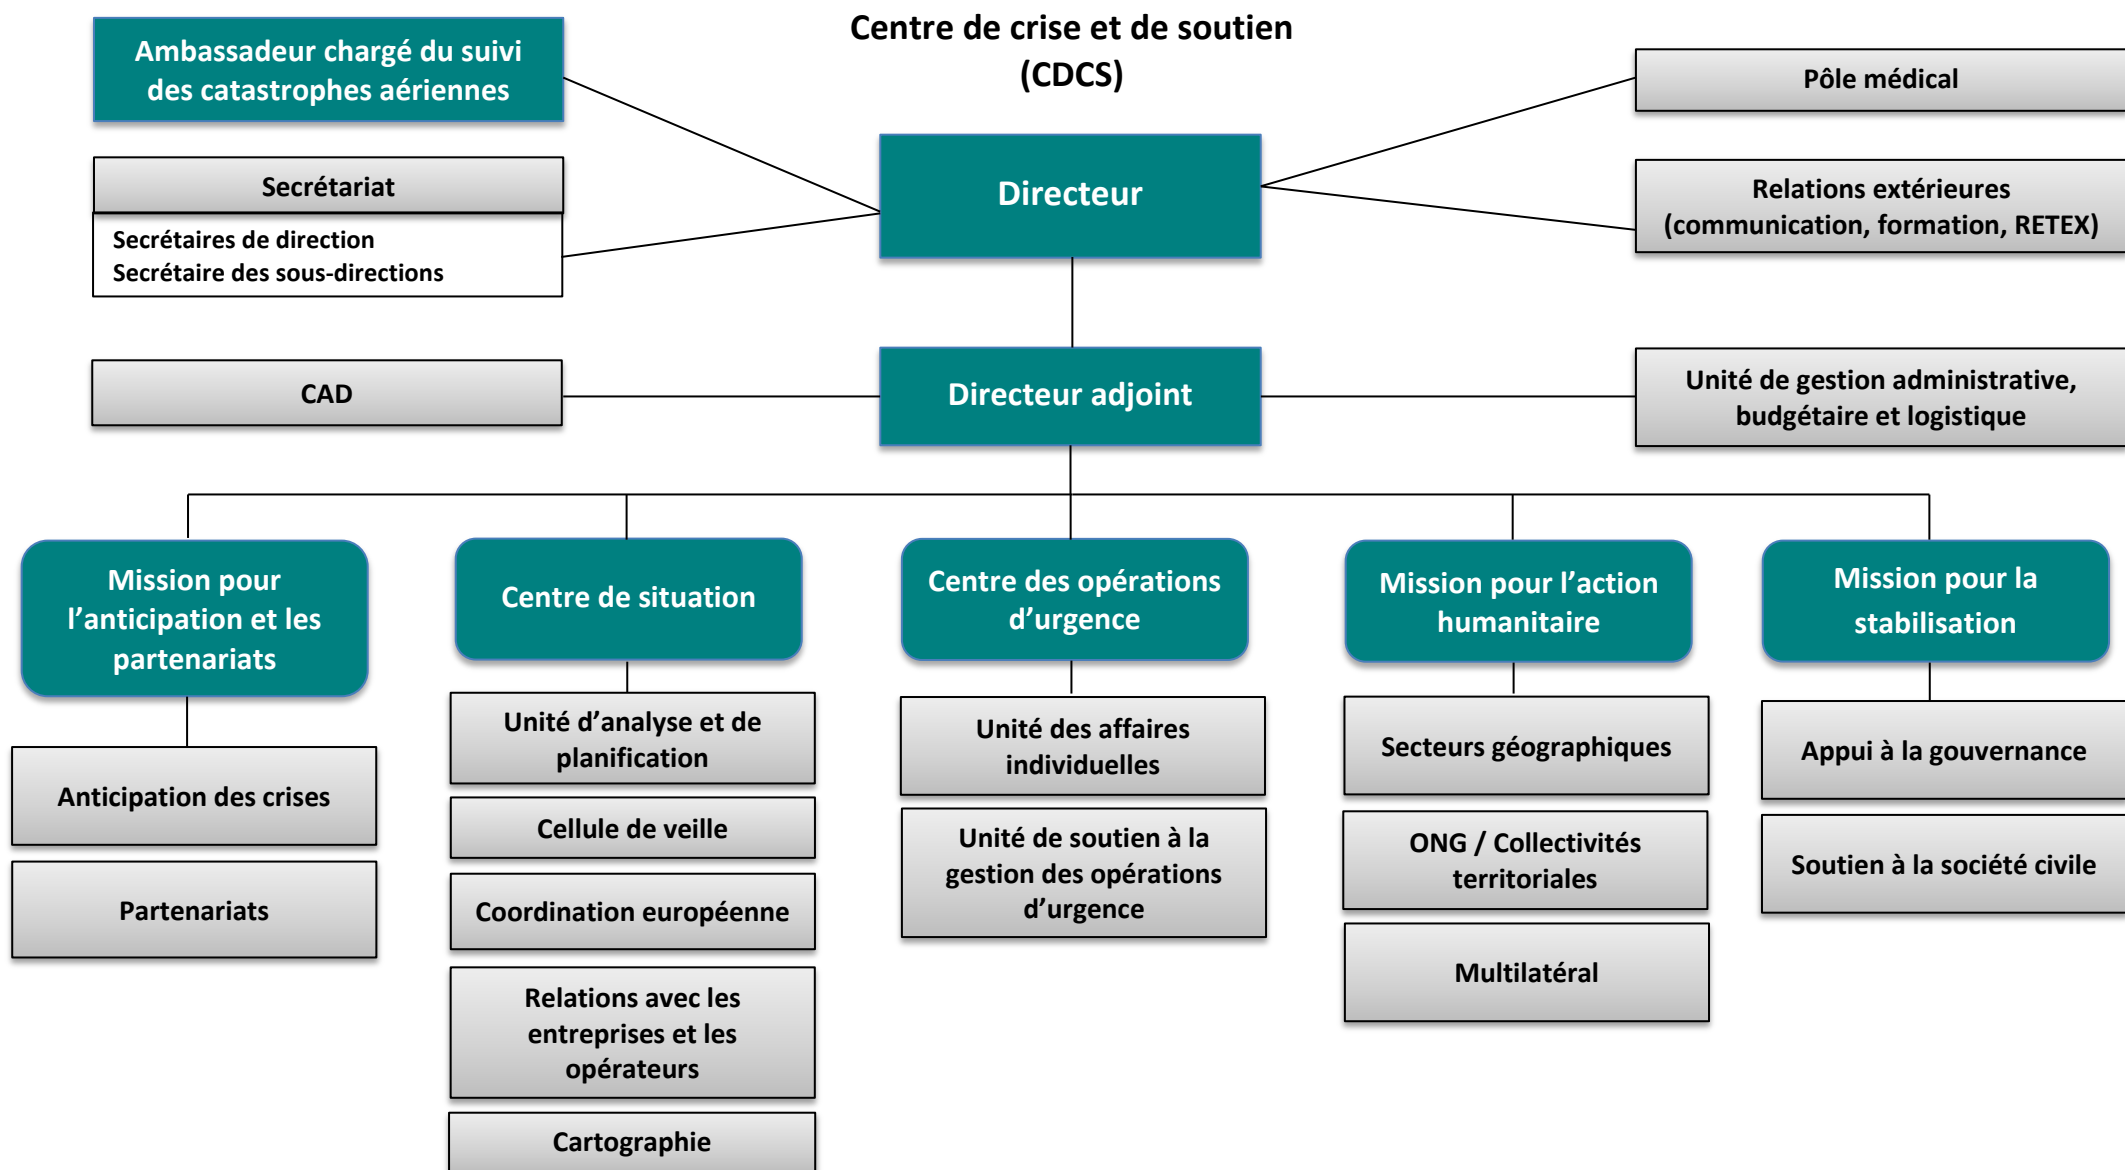 Centre de crise et de soutien
(CDCS)
Ambassadeur chargé du suivi
des catastrophes aériennes
Pôle médical
Secrétariat
Secrétaires de direction
Secrétaire des sous-directions
Directeur
Relations extérieures
(communication, formation, RETEX)
CAD
Directeur adjoint
Unité de gestion administrative,
budgétaire et logistique
Mission pour
l’anticipation et les
partenariats
Anticipation des crises
Partenariats
Centre de situation
Unité d’analyse et de
planification
Cellule de veille
Coordination européenne
Relations avec les
entreprises et les
opérateurs
Cartographie
Centre des opérations
d’urgence
Unité des affaires
individuelles
Unité de soutien à la
gestion des opérations
d’urgence
Mission pour l’action
humanitaire
Secteurs géographiques
ONG / Collectivités
territoriales
Multilatéral
Mission pour la
stabilisation
Appui à la gouvernance
Soutien à la société civile